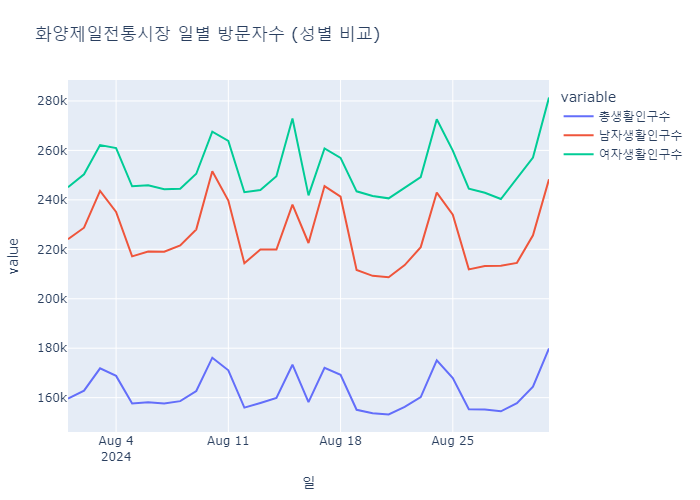 화양제일전통시장 일별 방문자수 (성별 비교)
variable
총생활인구수
남자생활인구수
여자생활인구수
280k
260k
240k
220k
200k
180k
160k
value
Aug 4
2024
Aug 11
Aug 18
Aug 25
일